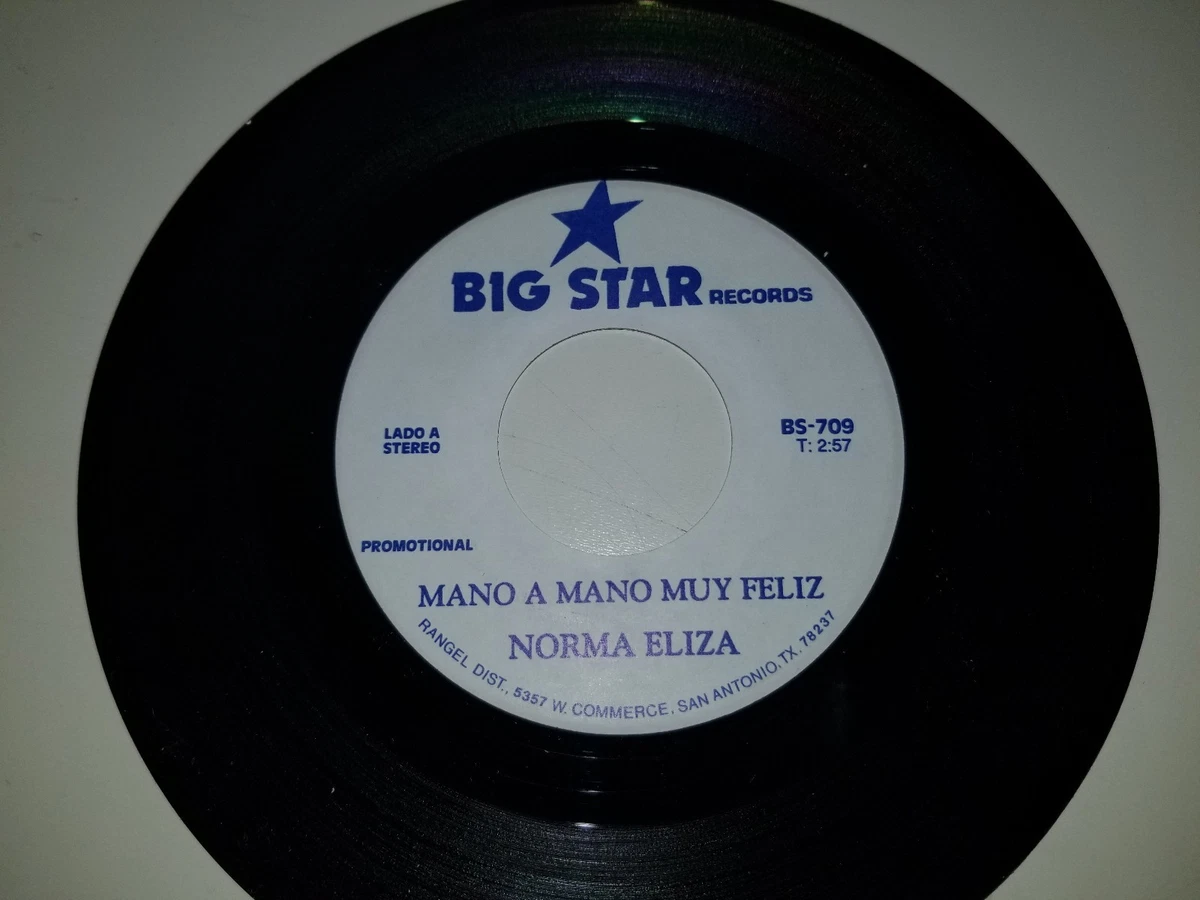 BIG STAR RECORDS
LADO A
STEREO
BS-709
T: 2:57
PROMOTIONAL
MANO A MANO MUY FELIZ
NORMA ELIZA
RANGEL DIST., 5357 W. COMMERCE, SAN ANTONIO, TX. 78237